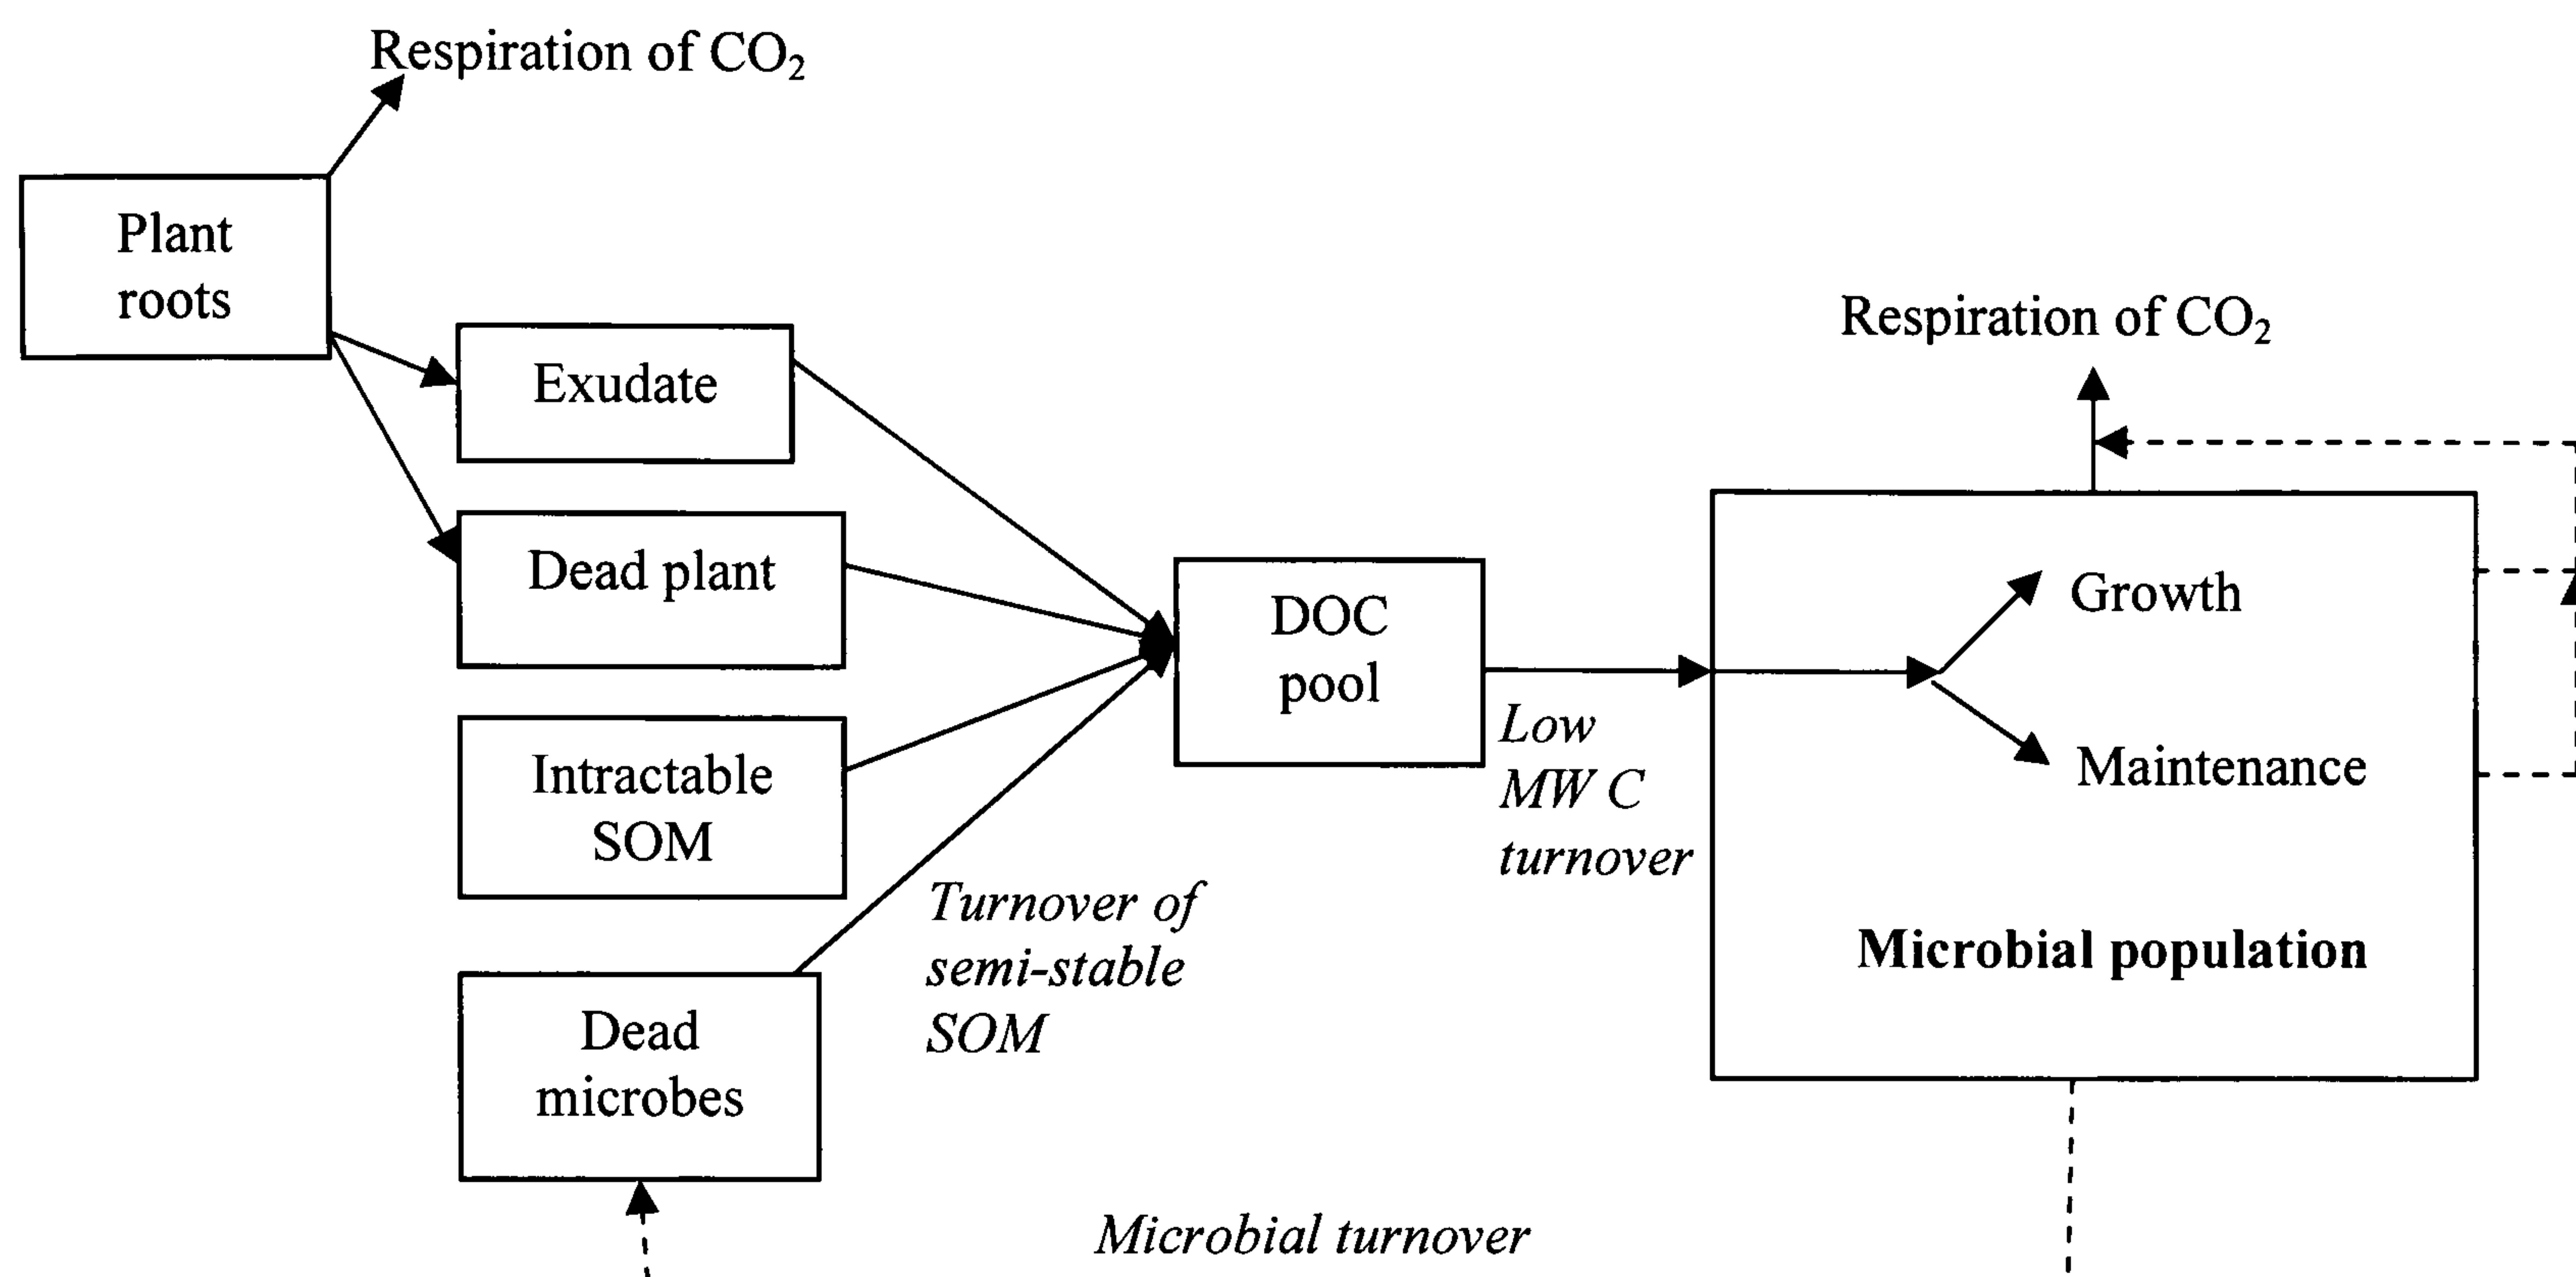 Respiration of CO₂
Plant
roots
Exudate
Dead plant
Intractable
SOM
Dead
microbes
Turnover of
semi-stable
SOM
DOC
pool
Low
MW C
turnover
Respiration of CO₂
Growth
Maintenance
Microbial population
Microbial turnover